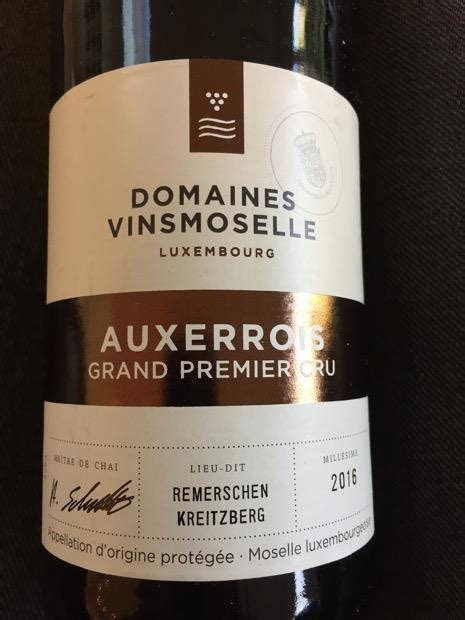 DOMAINES
VINSMOSELLE
LUXEMBOURG
AUXERROIS
GRAND PREMIER CRU
MAÎTRE DE CHAI
LIEU-DIT
REMERSCHEN
KREITZBERG
MILLÉSIME
2016
Appellation d'origine protégée · Moselle luxembourgeoise